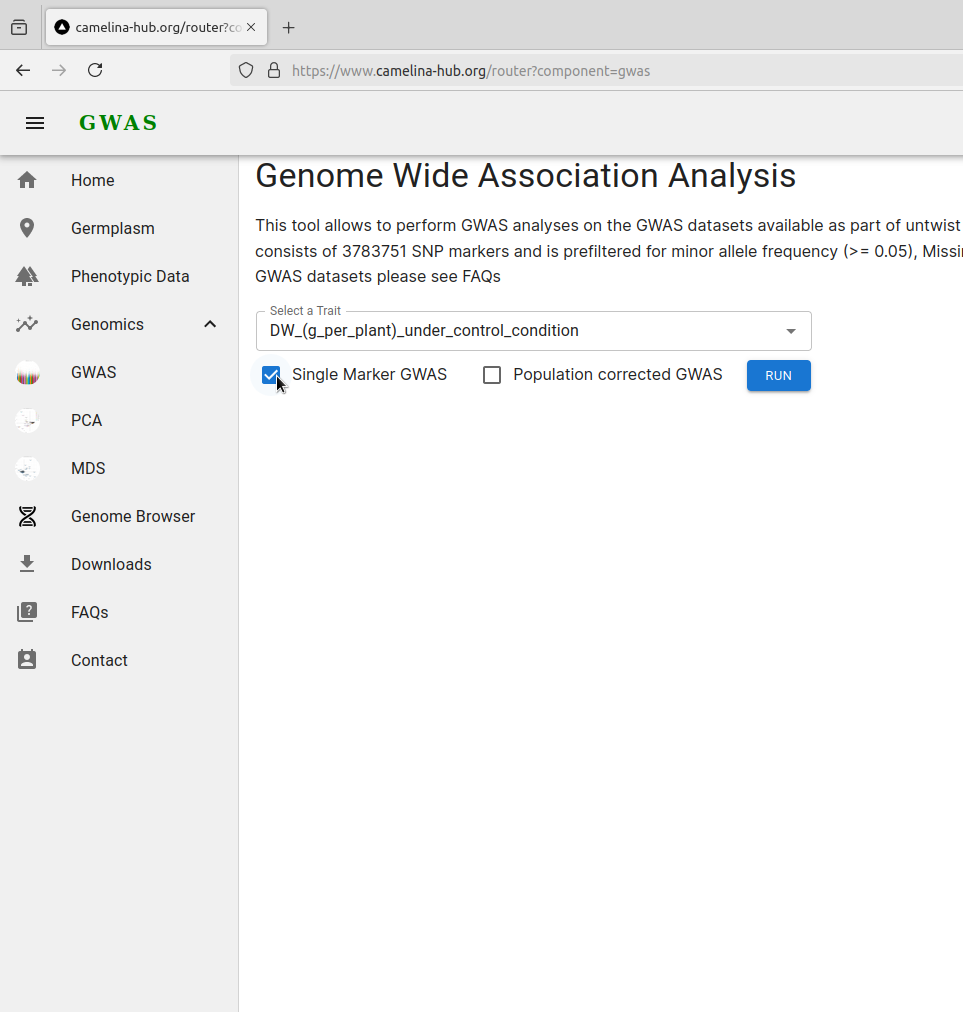 camelina-hub.org/router?co
https://www.camelina-hub.org/router?component=gwas
GWAS
Home
Germplasm
Phenotypic Data
Genomics
GWAS
PCA
MDS
Genome Browser
Downloads
FAQs
Contact
Genome Wide Association Analysis
This tool allows to perform GWAS analyses on the GWAS datasets available as part of untwist
consists of 3783751 SNP markers and is prefiltered for minor allele frequency (>= 0.05), Missi
GWAS datasets please see FAQs
Select a Trait
DW_(g_per_plant)_under_control_condition
Single Marker GWAS Population corrected GWAS RUN